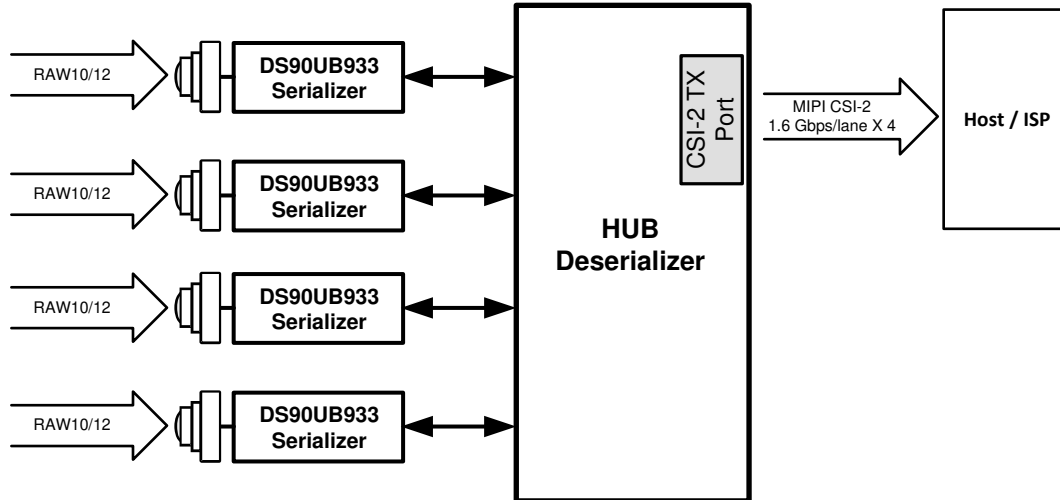 RAW10/12
DS90UB933
Serializer
RAW10/12
DS90UB933
Serializer
RAW10/12
DS90UB933
Serializer
RAW10/12
DS90UB933
Serializer
HUB
Deserializer
CSI-2 TX
Port
MIPI CSI-2
1.6 Gbps/lane X 4
Host / ISP